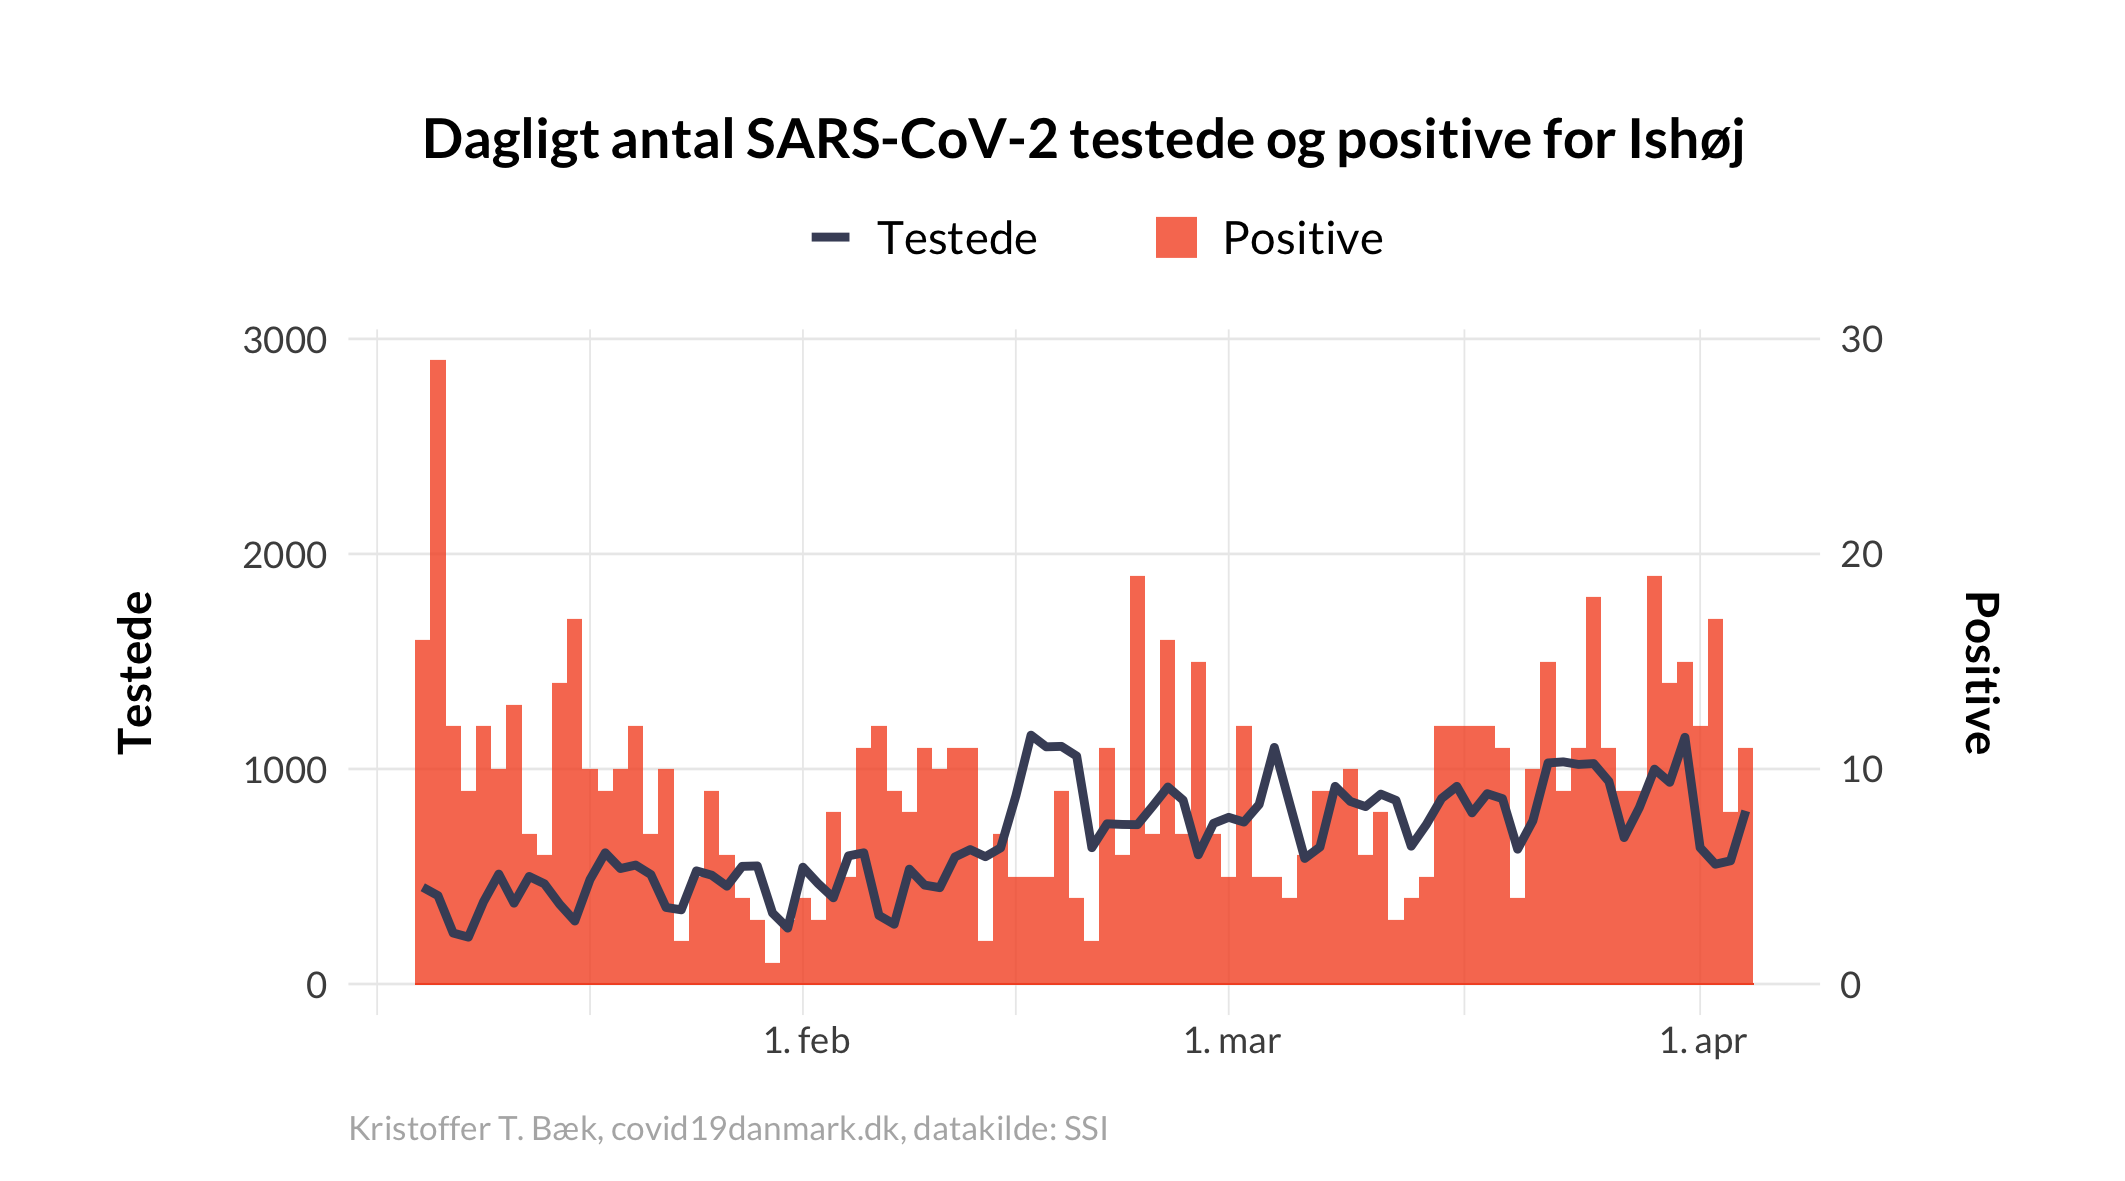 Dagligt antal SARS-CoV-2 testede og positive for Ishøj
Testede
Positive
3000
2000
1000
0
Testede
30
20
10
0
Positive
1. feb
1. mar
1. apr
Kristoffer T. Bæk, covid19danmark.dk, datakilde: SSI